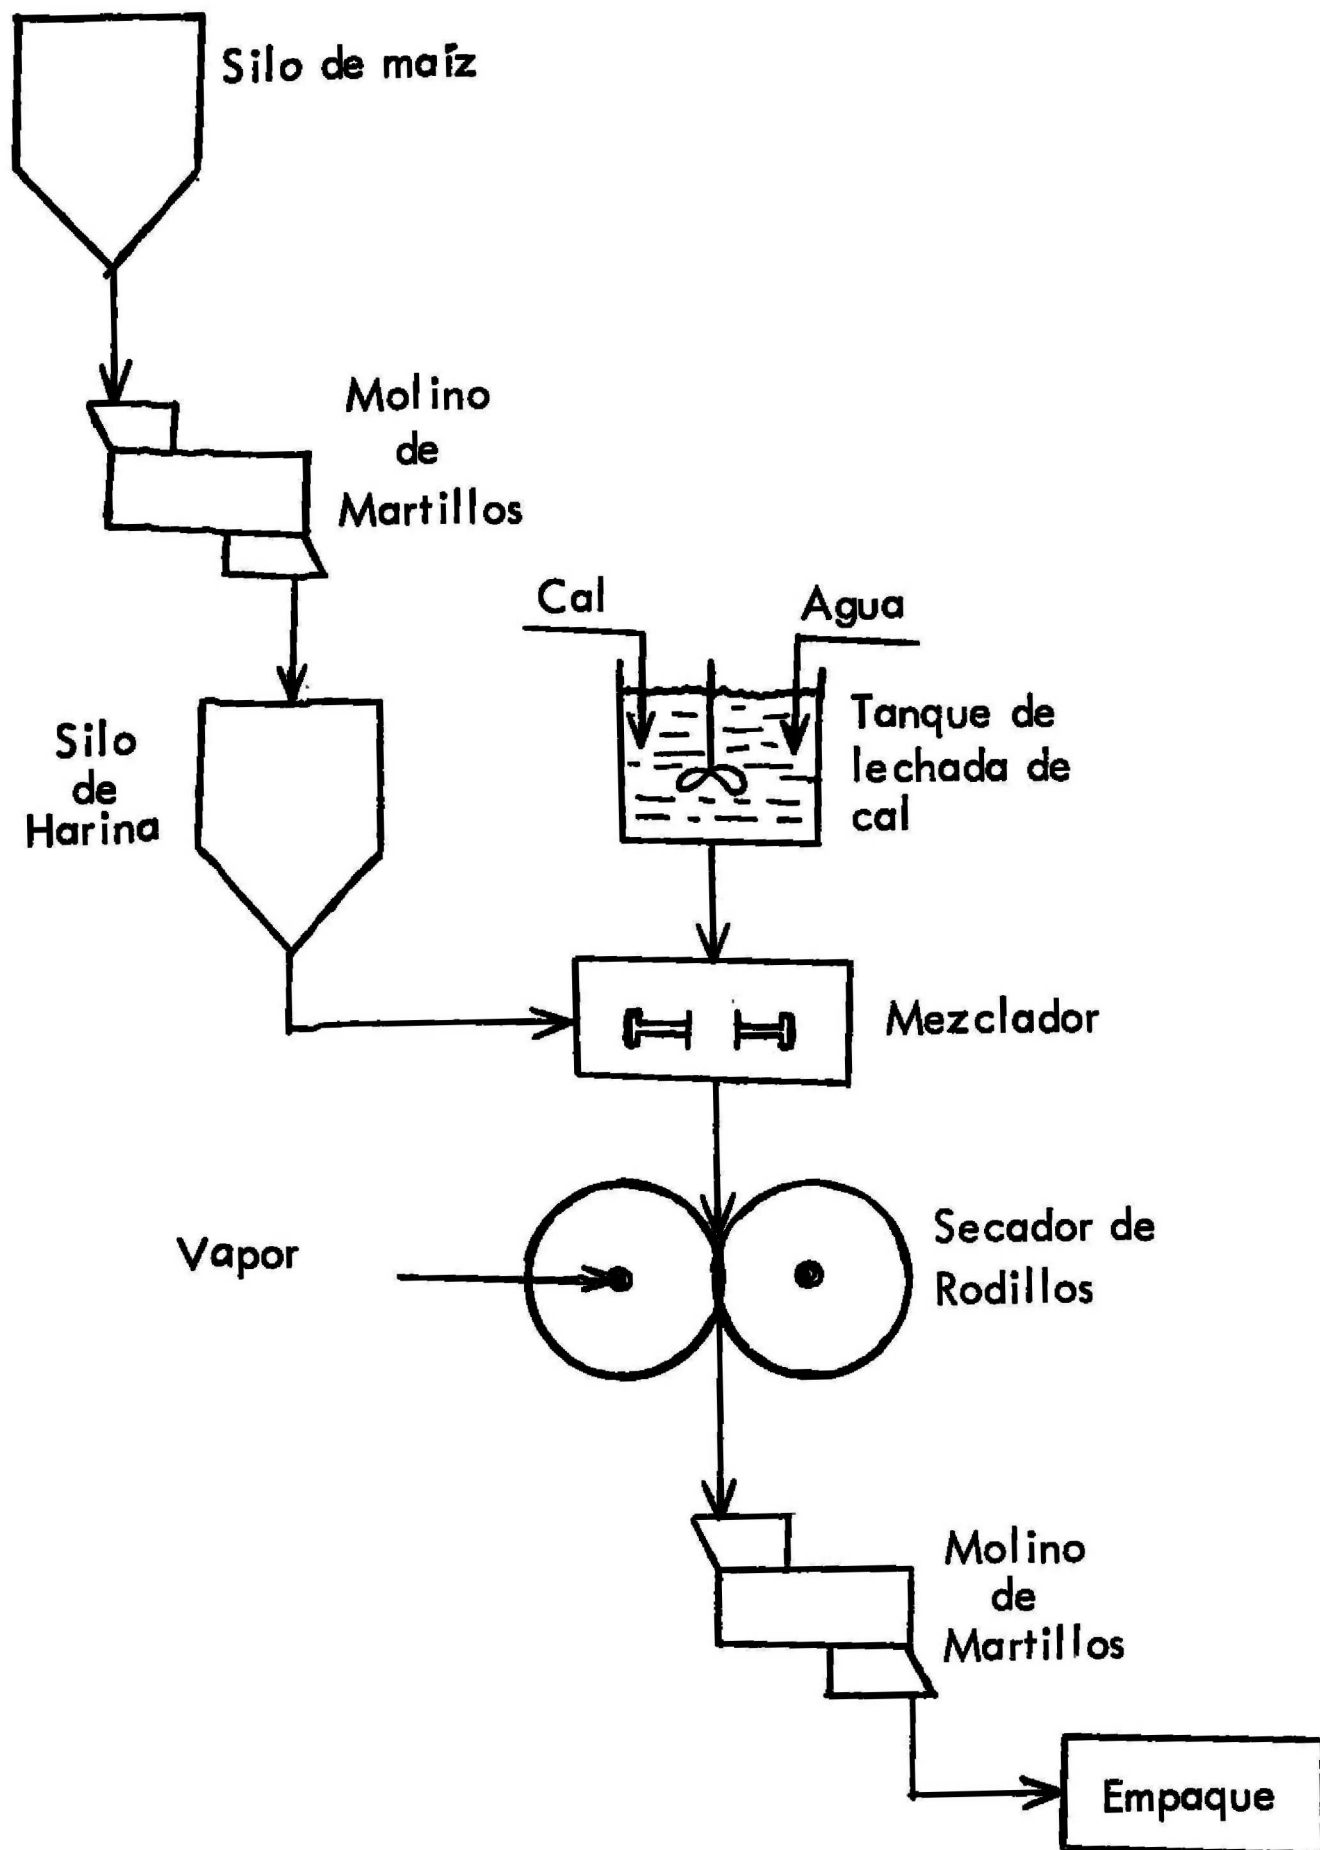 Silo de maíz
Molino
de
Martillos
Cal
Agua
Silo
de
Harina
Tanque de
lechada de
cal
Mezclador
Vapor
Secador de
Rodillos
Molino
de
Martillos
Empaque